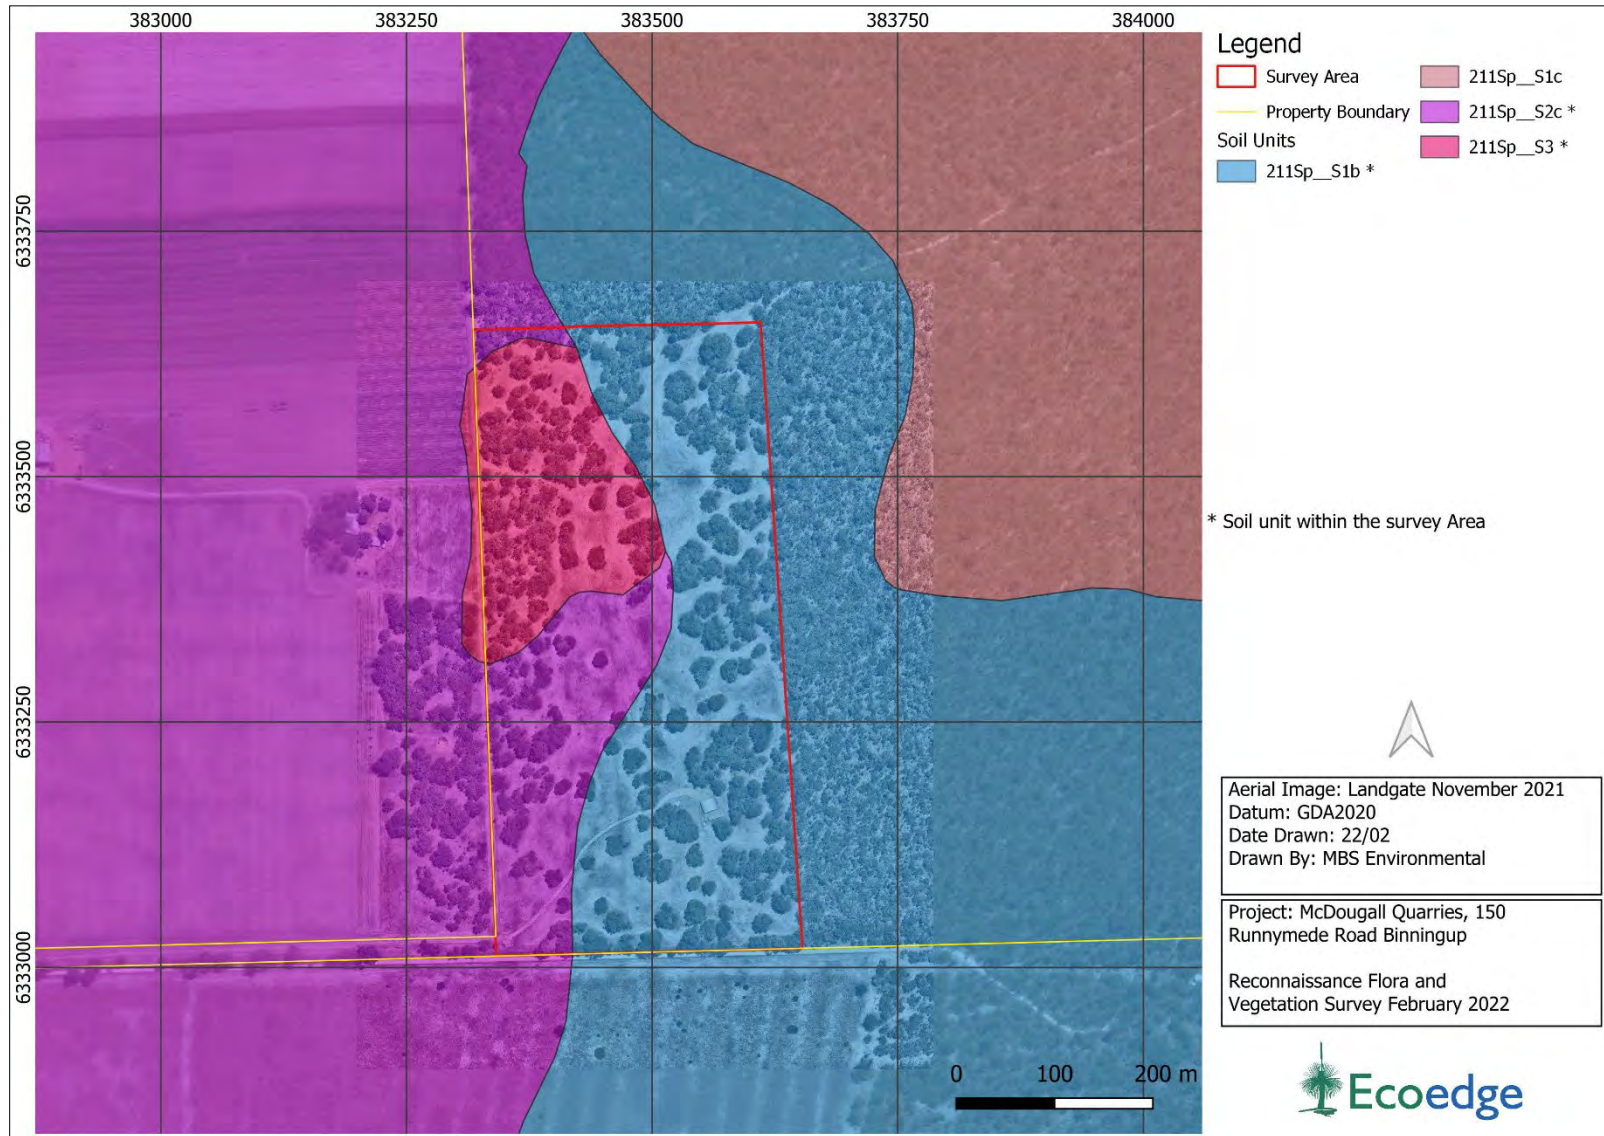 383000 383250 383500 383750 384000
6333750
6333500
6333250
6333000
Legend
Survey Area
Property Boundary
Soil Units
211Sp__S1b *
211Sp__S1c
211Sp__S2c *
211Sp__S3 *
* Soil unit within the survey Area
Aerial Image: Landgate November 2021
Datum: GDA2020
Date Drawn: 22/02
Drawn By: MBS Environmental
Project: McDougall Quarries, 150
Runnymede Road Binningup
Reconnaissance Flora and
Vegetation Survey February 2022
0 100 200 m
Ecoedge